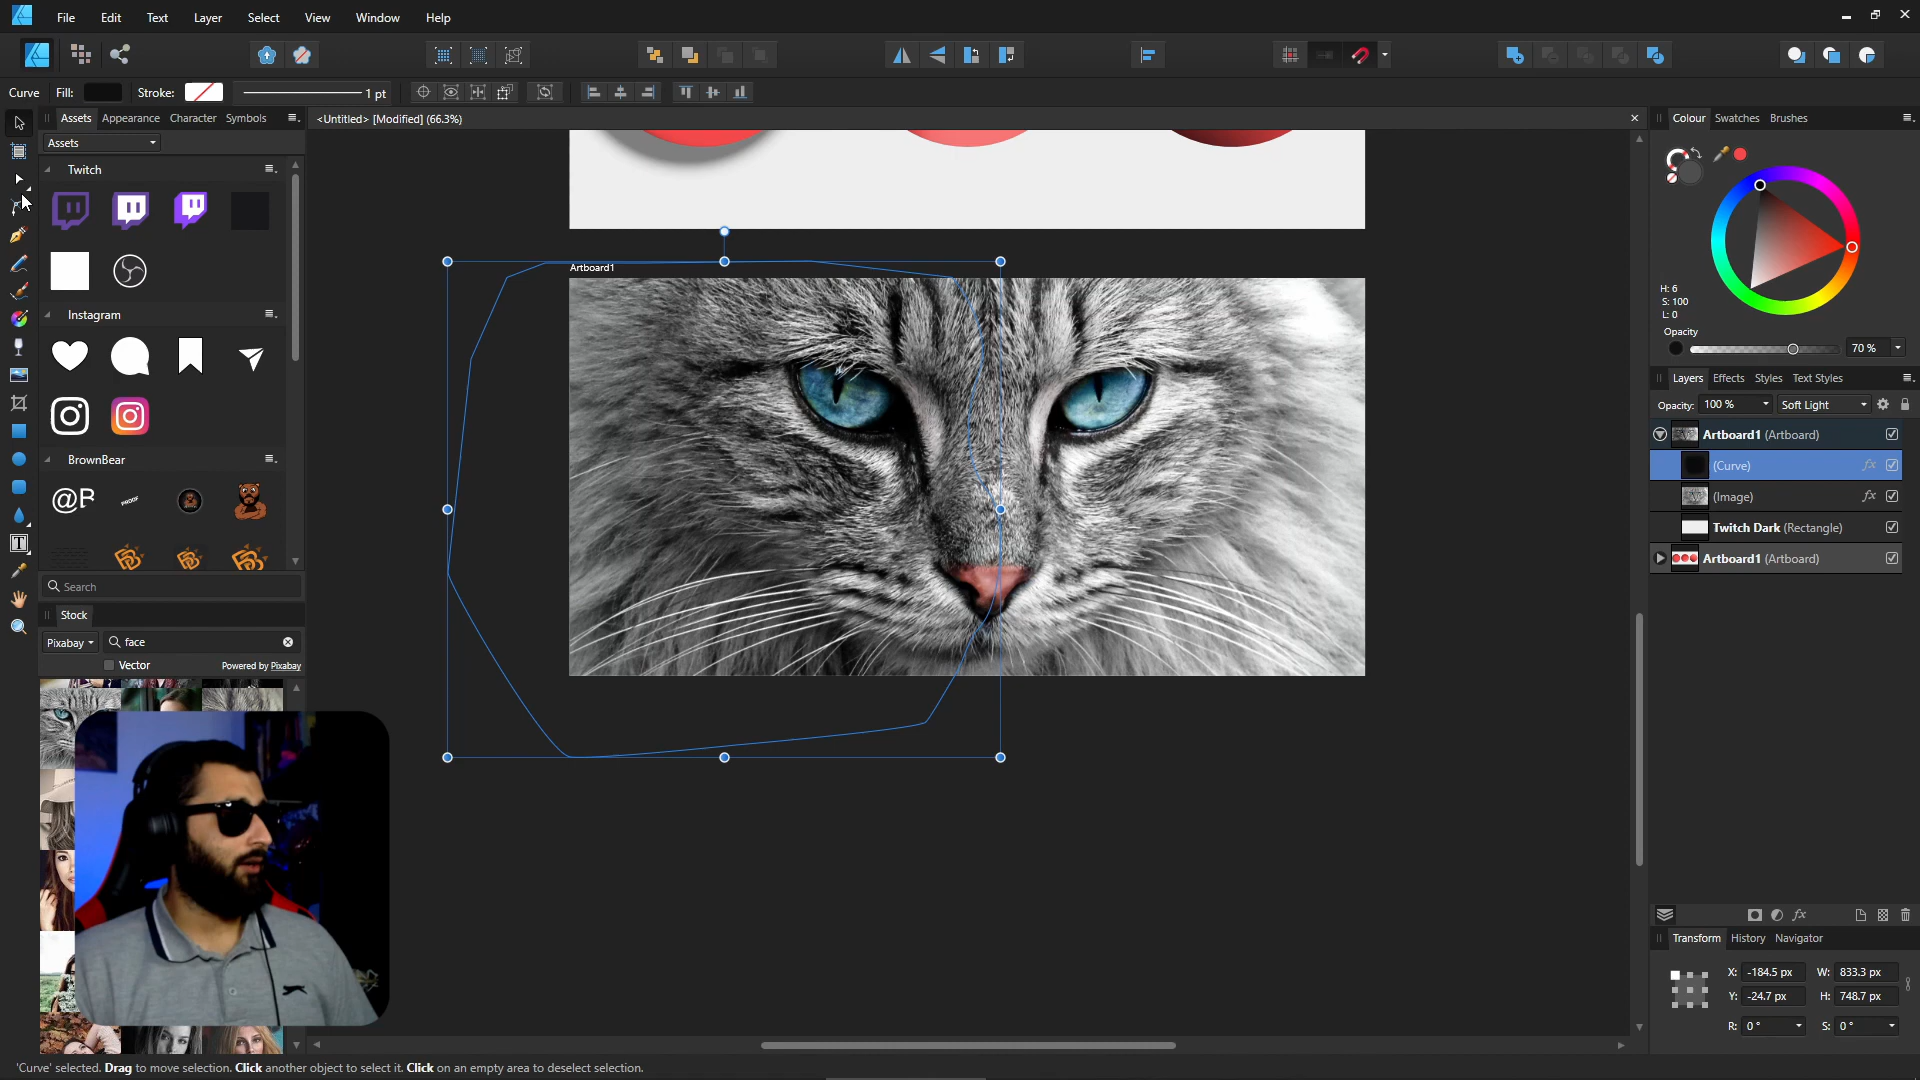 File Edit Text Layer Select View Window Help
Curve Fill: Stroke: 1 pt
Assets Appearance Character Symbols
<Untitled> [Modified] (66.3%)
Colour Swatches Brushes
Assets
Twitch
Instagram
BrownBear
@B
PROOF
Search
Stock
Pixabay face
Vector Powered by Pixabay
Artboard1
H: 6
S: 100
L: 0
Opacity
70 %
Layers Effects Styles Text Styles
Opacity: 100 % Soft Light
Artboard1 (Artboard)
(Curve) fx
(Image) fx
Twitch Dark (Rectangle)
Artboard1 (Artboard)
fx
Transform History Navigator
X: -184.5 px W: 833.3 px
Y: -24.7 px H: 748.7 px
R: 0 ° S: 0 °
'Curve' selected. Drag to move selection. Click another object to select it. Click on an empty area to deselect selection.